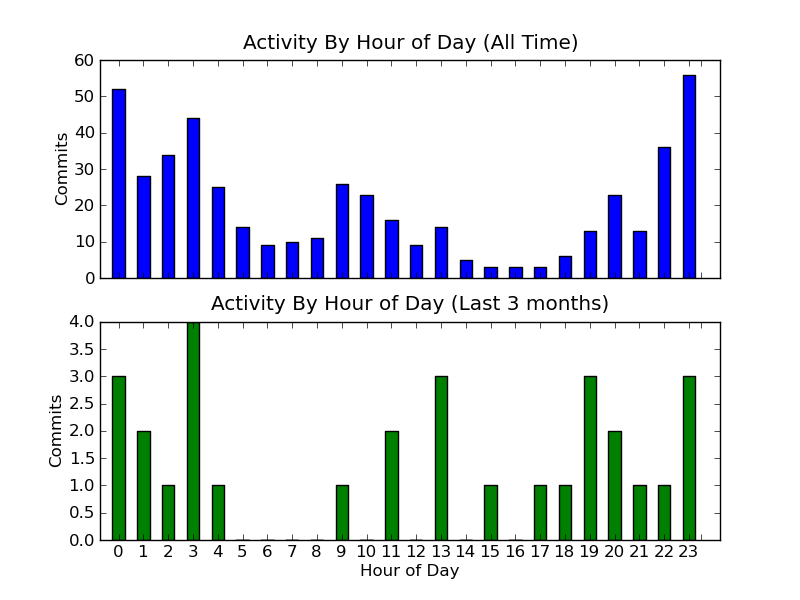 Activity By Hour of Day (All Time)
60
50
40
30
20
10
0
Commits
Activity By Hour of Day (Last 3 months)
4.0
3.5
3.0
2.5
2.0
1.5
1.0
0.5
0.0
Commits
0 1 2 3 4 5 6 7 8 9 10 11 12 13 14 15 16 17 18 19 20 21 22 23
Hour of Day